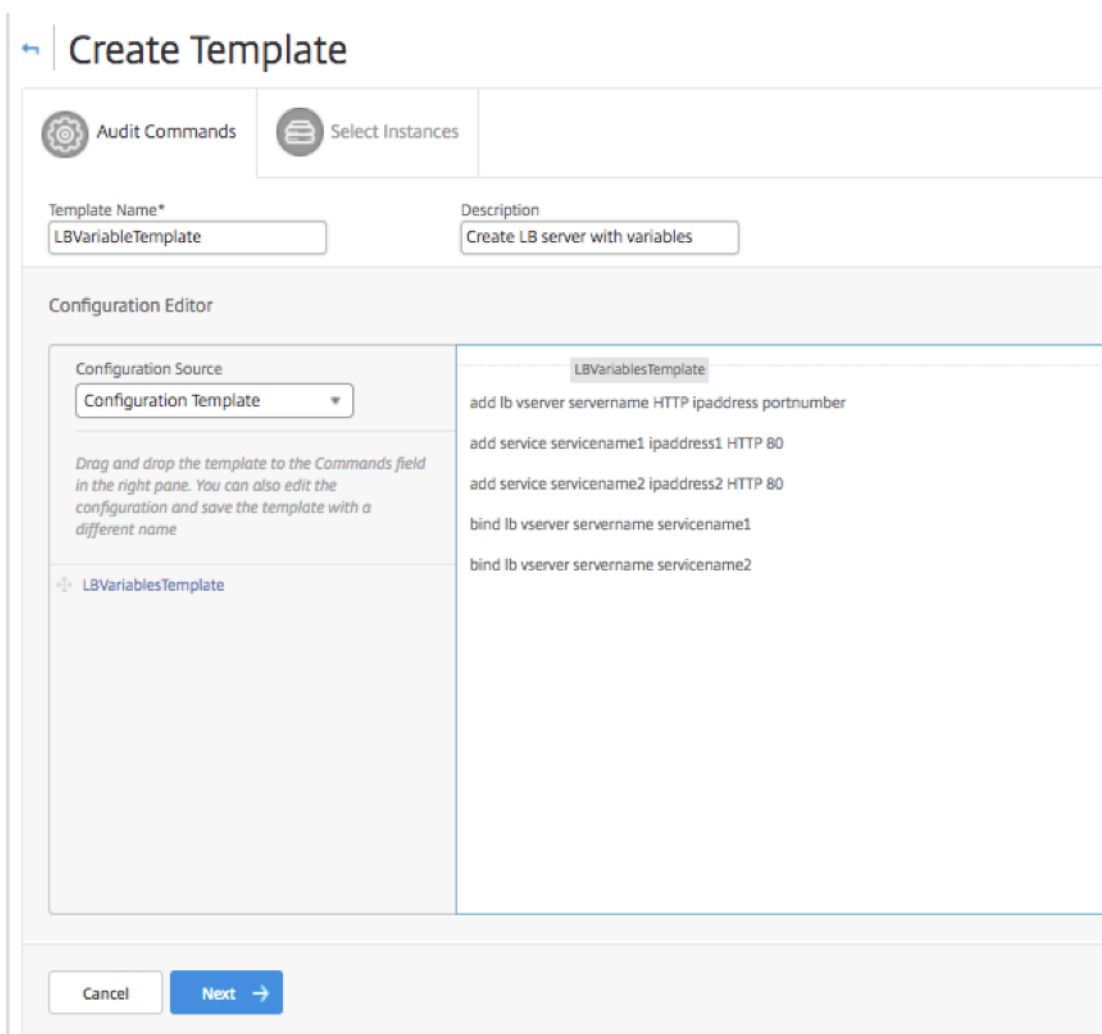 Create Template
Audit Commands
Select Instances
Template Name*
Description
LBVariableTemplate
Create LB server with variables
Configuration Editor
Configuration Source
Configuration Template
Drag and drop the template to the Commands field
in the right pane. You can also edit the
configuration and save the template with a
different name
LBVariablesTemplate
LBVariablesTemplate
add lb vserver servername HTTP ipaddress portnumber
add service servicename1 ipaddress1 HTTP 80
add service servicename2 ipaddress2 HTTP 80
bind lb vserver servername servicename1
bind lb vserver servername servicename2
Cancel
Next